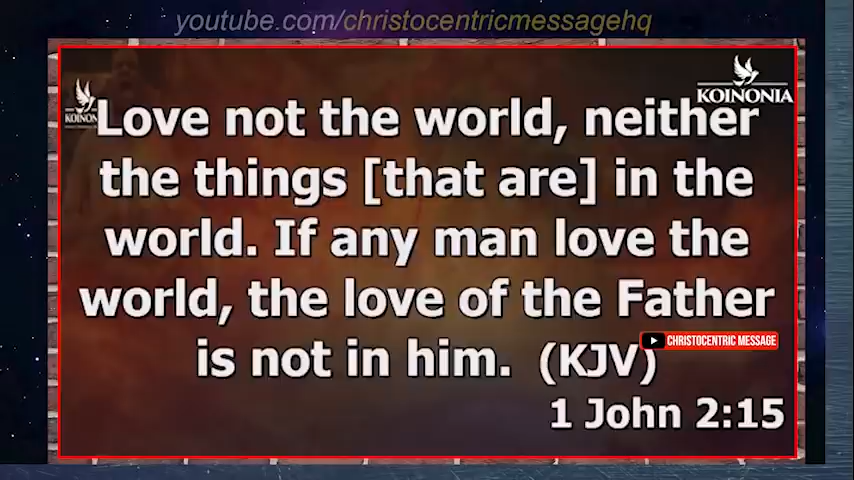 youtube.com/christocentricmessagehq
KOINONIA
Love not the world, neither
the things [that are] in the
world. If any man love the
world, the love of the Father
is not in him. (KJV)
CHRISTOCENTRIC MESSAGE
1 John 2:15